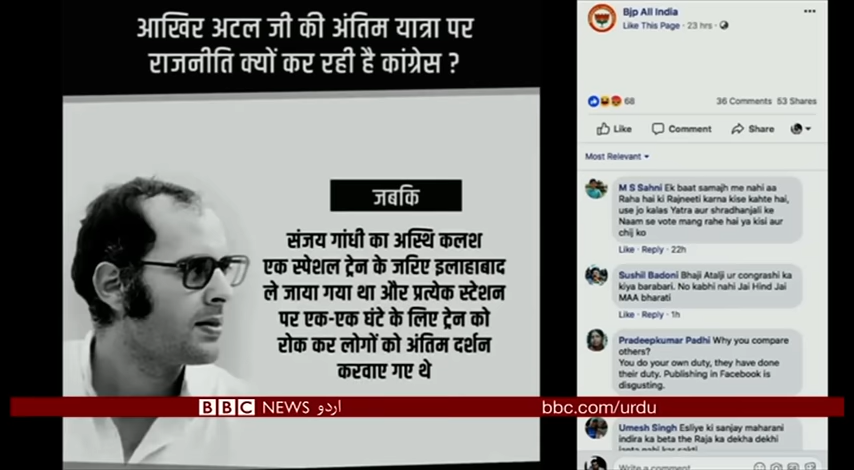 आखिर अटल जी की अंतिम यात्रा पर
राजनीति क्यों कर रही है कांग्रेस ?
जबकि
संजय गांधी का अस्थि कलश
एक स्पेशल ट्रेन के जरिए इलाहाबाद
ले जाया गया था और प्रत्येक स्टेशन
पर एक-एक घंटे के लिए ट्रेन को
रोक कर लोगों को अंतिम दर्शन
करवाए गए थे
Bjp All India
Like This Page · 23 hrs ·
68
36 Comments 53 Shares
Like Comment Share
Most Relevant
M S Sahni Ek baat samajh me nahi aa
Raha hai ki Rajneeti karna kise kahte hai,
use jo kalas Yatra aur shradhanjali ke
Naam se vote mang rahe hai ya kisi aur
chij ko
Like · Reply · 22h
Sushil Badoni Bhaji Atalji ur congrashi ka
kiya barabari. No kabhi nahi Jai Hind Jai
MAA bharati
Like · Reply · 1h
Pradeepkumar Padhi Why you compare
others?
You do your own duty, they have done
their duty. Publishing in Facebook is
disgusting.
BBC NEWS اردو
bbc.com/urdu
Umesh Singh Esliye ki sanjay maharani
indira ka beta the Raja ka dekha dekhi
Write a comment